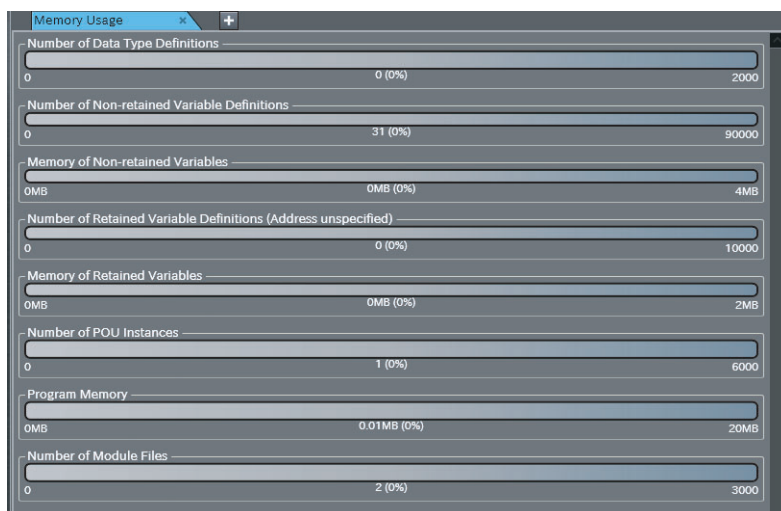 Memory Usage × +
Number of Data Type Definitions
0 0 (0%) 2000
Number of Non-retained Variable Definitions
0 31 (0%) 90000
Memory of Non-retained Variables
0MB 0MB (0%) 4MB
Number of Retained Variable Definitions (Address unspecified)
0 0 (0%) 10000
Memory of Retained Variables
0MB 0MB (0%) 2MB
Number of POU Instances
0 1 (0%) 6000
Program Memory
0MB 0.01MB (0%) 20MB
Number of Module Files
0 2 (0%) 3000